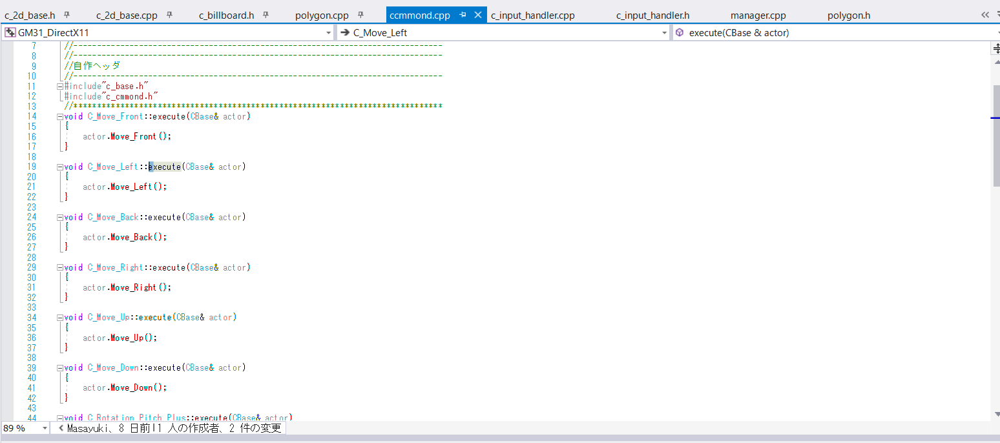 c_2d_base.h c_2d_base.cpp c_billboard.h polygon.cpp ccmmond.cpp c_input_handler.cpp c_input_handler.h manager.cpp polygon.h
GM31_DirectX11 C_Move_Left execute(CBase & actor)
7 //-------------------------------------------------------------------------------
8 //-------------------------------------------------------------------------------
9 //自作ヘッダ
10 //-------------------------------------------------------------------------------
11 #include"c_base.h"
12 #include"c_cmmond.h"
13 //*******************************************************************************
14 void C_Move_Front::execute(CBase& actor)
15 {
16 actor.Move_Front();
17 }
18
19 void C_Move_Left::execute(CBase& actor)
20 {
21 actor.Move_Left();
22 }
23
24 void C_Move_Back::execute(CBase& actor)
25 {
26 actor.Move_Back();
27 }
28
29 void C_Move_Right::execute(CBase& actor)
30 {
31 actor.Move_Right();
32 }
33
34 void C_Move_Up::execute(CBase& actor)
35 {
36 actor.Move_Up();
37 }
38
39 void C_Move_Down::execute(CBase& actor)
40 {
41 actor.Move_Down();
42 }
43
44 void C_Rotation_Pitch_Plus::execute(CBase& actor)
89 % Masayuki、8 日前|1 人の作成者、2 件の変更